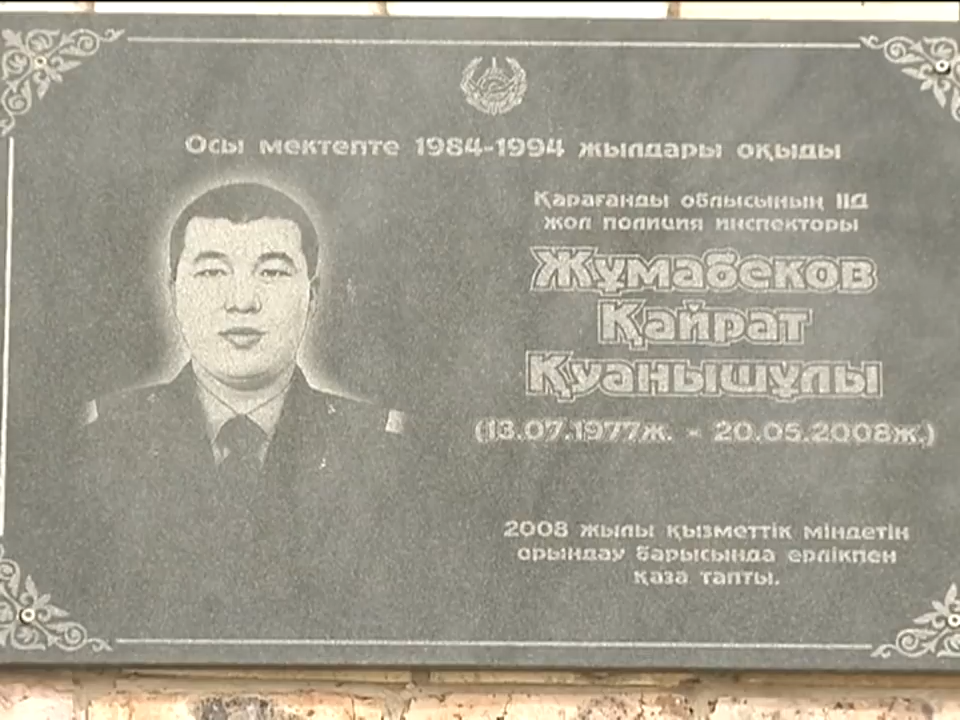 Осы мектепте 1984-1994 жылдары оқыды
Қарағанды облысының ІІД
жол полиция инспекторы
Жұмабеков
Қайрат
Қуанышұлы
(13.07.1977ж. - 20.05.2008ж.)
2008 жылы қызметтік міндетін
орындау барысында ерлікпен
қаза тапты.